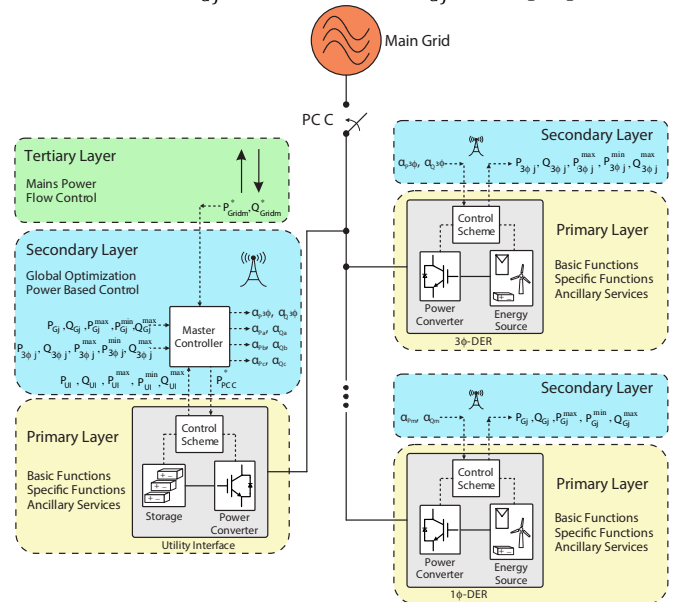 Main Grid
PC C
Tertiary Layer
Mains Power
Flow Control
P*Gridm, Q*Gridm
Secondary Layer
Global Optimization
Power Based Control
PGj ,QGj ,PGj^max ,PGj^min ,QGj^max
P3ϕ j, Q3ϕ j, P3ϕ j^max, P3ϕ j^min, Q3ϕ j^max
PUI , QUI , PUI^max , PUI^min , QUI^max
Master
Controller
αP3ϕ, αQ3ϕ
αPa, αQa
αPb, αQb
αPc, αQc
P*PCC
Primary Layer
Basic Functions
Specific Functions
Ancillary Services
Control
Scheme
+ -
+ -
+ -
Storage
Power
Converter
Utility Interface
Secondary Layer
αP3ϕ, αQ3ϕ
P3ϕ j, Q3ϕ j, P3ϕ j^max, P3ϕ j^min, Q3ϕ j^max
Control
Scheme
Primary Layer
Basic Functions
Specific Functions
Ancillary Services
+ -
Power
Converter
Energy
Source
3ϕ-DER
Secondary Layer
αPm, αQm
PGj ,QGj ,PGj^max , PGj^min , QGj^max
Control
Scheme
Primary Layer
Basic Functions
Specific Functions
Ancillary Services
+ -
Power
Converter
Energy
Source
1ϕ-DER